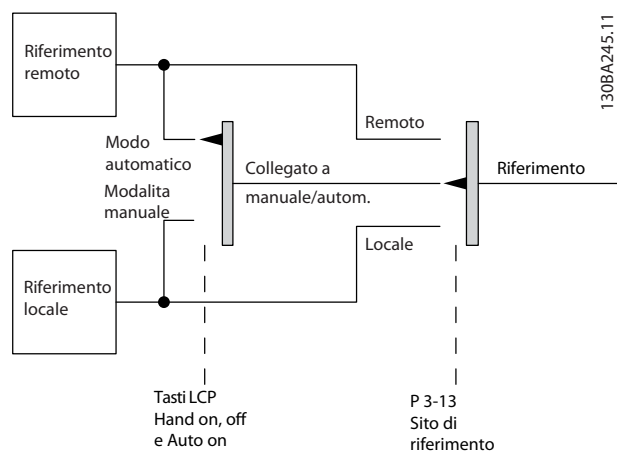 Riferimento
remoto
130BA245.11
Remoto
Modo
automatico
Collegato a
manuale/autom.
Riferimento
Modalita
manuale
Locale
Riferimento
locale
Tasti LCP
Hand on, off
e Auto on
P 3-13
Sito di
riferimento